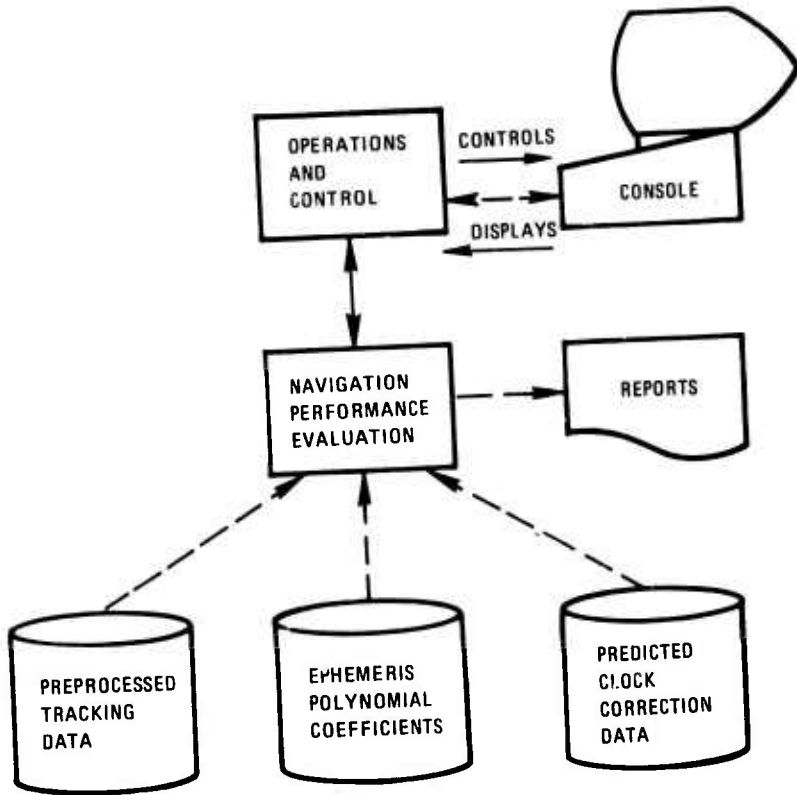 OPERATIONS
AND
CONTROL
CONTROLS
DISPLAYS
CONSOLE
NAVIGATION
PERFORMANCE
EVALUATION
REPORTS
PREPROCESSED
TRACKING
DATA
EPHEMERIS
POLYNOMIAL
COEFFICIENTS
PREDICTED
CLOCK
CORRECTION
DATA